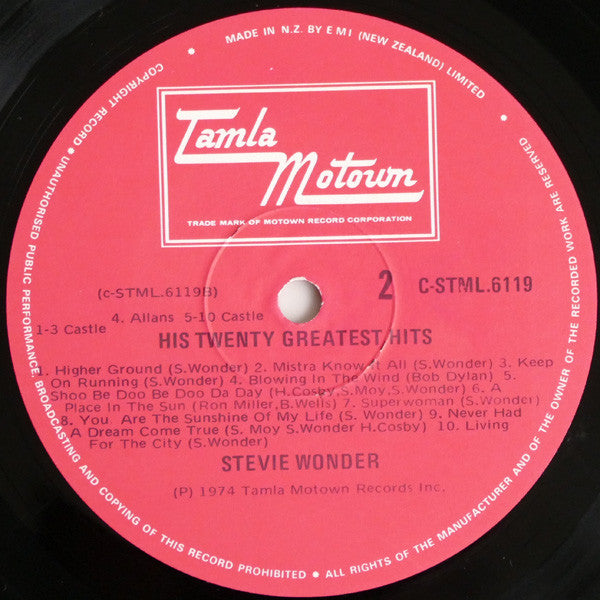 MADE IN N.Z. BY E M I (NEW ZEALAND) LIMITED
COPYRIGHT RECORD • UNAUTHORISED PUBLIC PERFORMANCE, BROADCASTING AND COPYING OF THIS RECORD PROHIBITED • ALL RIGHTS OF THE MANUFACTURER AND OF THE OWNER OF THE RECORDED WORK ARE RESERVED
Tamla
Motown
TRADE MARK OF MOTOWN RECORD CORPORATION
(c-STML.6119B)
2 C-STML.6119
4. Allans 5-10 Castle
1-3 Castle
HIS TWENTY GREATEST HITS
1. Higher Ground (S.Wonder) 2. Mistra Know it All (S.Wonder) 3. Keep
On Running (S.Wonder) 4. Blowing In The Wind (Bob Dylan) 5.
Shoo Be Doo Be Doo Da Day (H.Cosby,S.Moy,S.Wonder) 6. A
Place In The Sun (Ron Miller,B.Wells) 7. Superwoman (S.Wonder)
8. You Are The Sunshine Of My Life (S. Wonder) 9. Never Had
A Dream Come True (S. Moy S.Wonder H.Cosby) 10. Living
For The City (S.Wonder)
STEVIE WONDER
(P) 1974 Tamla Motown Records Inc.